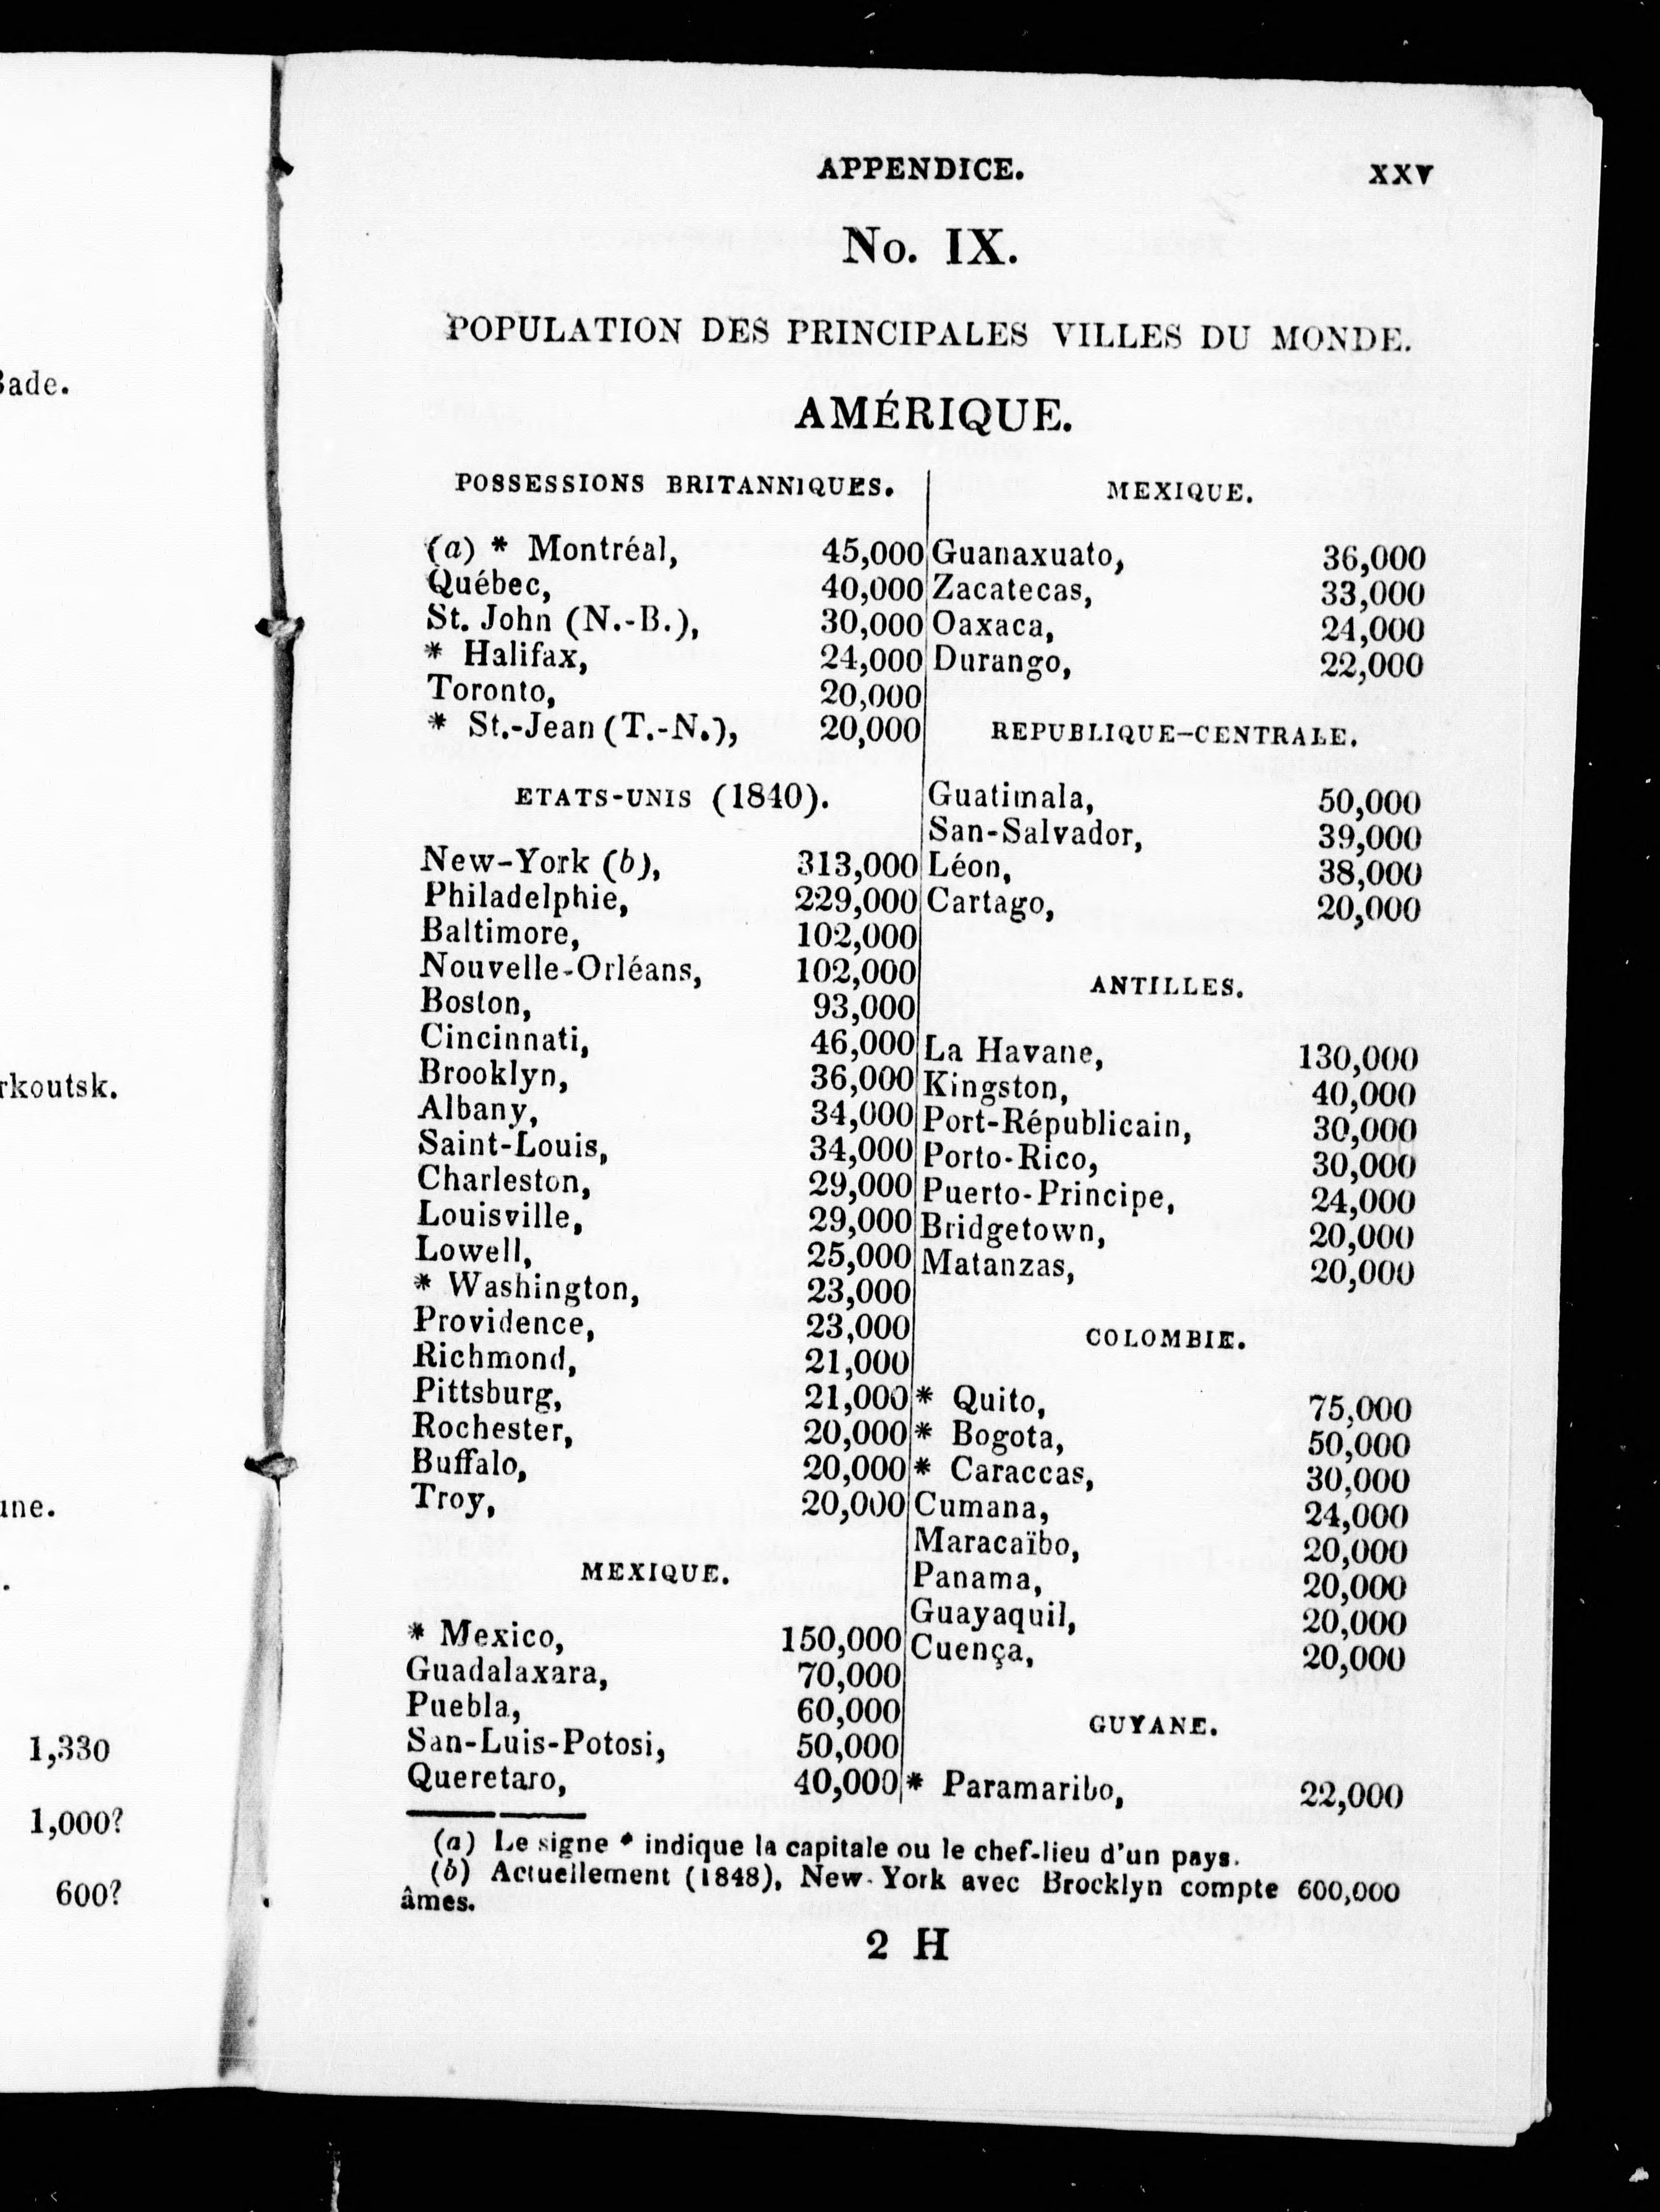 APPENDICE. XXV
No. IX.
POPULATION DES PRINCIPALES VILLES DU MONDE.
AMÉRIQUE.
POSSESSIONS BRITANNIQUES.
(a) * Montréal, 45,000
Québec, 40,000
St. John (N.-B.), 30,000
* Halifax, 24,000
Toronto, 20,000
* St.-Jean (T.-N.), 20,000
ETATS-UNIS (1840).
New-York (b), 313,000
Philadelphie, 229,000
Baltimore, 102,000
Nouvelle-Orléans, 102,000
Boston, 93,000
Cincinnati, 46,000
Brooklyn, 36,000
Albany, 34,000
Saint-Louis, 34,000
Charleston, 29,000
Louisville, 29,000
Lowell, 25,000
* Washington, 23,000
Providence, 23,000
Richmond, 21,000
Pittsburg, 21,000
Rochester, 20,000
Buffalo, 20,000
Troy, 20,000
MEXIQUE.
* Mexico, 150,000
Guadalaxara, 70,000
Puebla, 60,000
San-Luis-Potosi, 50,000
Queretaro, 40,000
MEXIQUE.
Guanaxuato, 36,000
Zacatecas, 33,000
Oaxaca, 24,000
Durango, 22,000
REPUBLIQUE-CENTRALE.
Guatimala, 50,000
San-Salvador, 39,000
Léon, 38,000
Cartago, 20,000
ANTILLES.
La Havane, 130,000
Kingston, 40,000
Port-Républicain, 30,000
Porto-Rico, 30,000
Puerto-Principe, 24,000
Bridgetown, 20,000
Matanzas, 20,000
COLOMBIE.
* Quito, 75,000
* Bogota, 50,000
* Caraccas, 30,000
Cumana, 24,000
Maracaïbo, 20,000
Panama, 20,000
Guayaquil, 20,000
Cuença, 20,000
GUYANE.
* Paramaribo, 22,000
(a) Le signe * indique la capitale ou le chef-lieu d'un pays.
(b) Actuellement (1848), New-York avec Brocklyn compte 600,000
âmes.
2 H
1,330
1,000?
600?